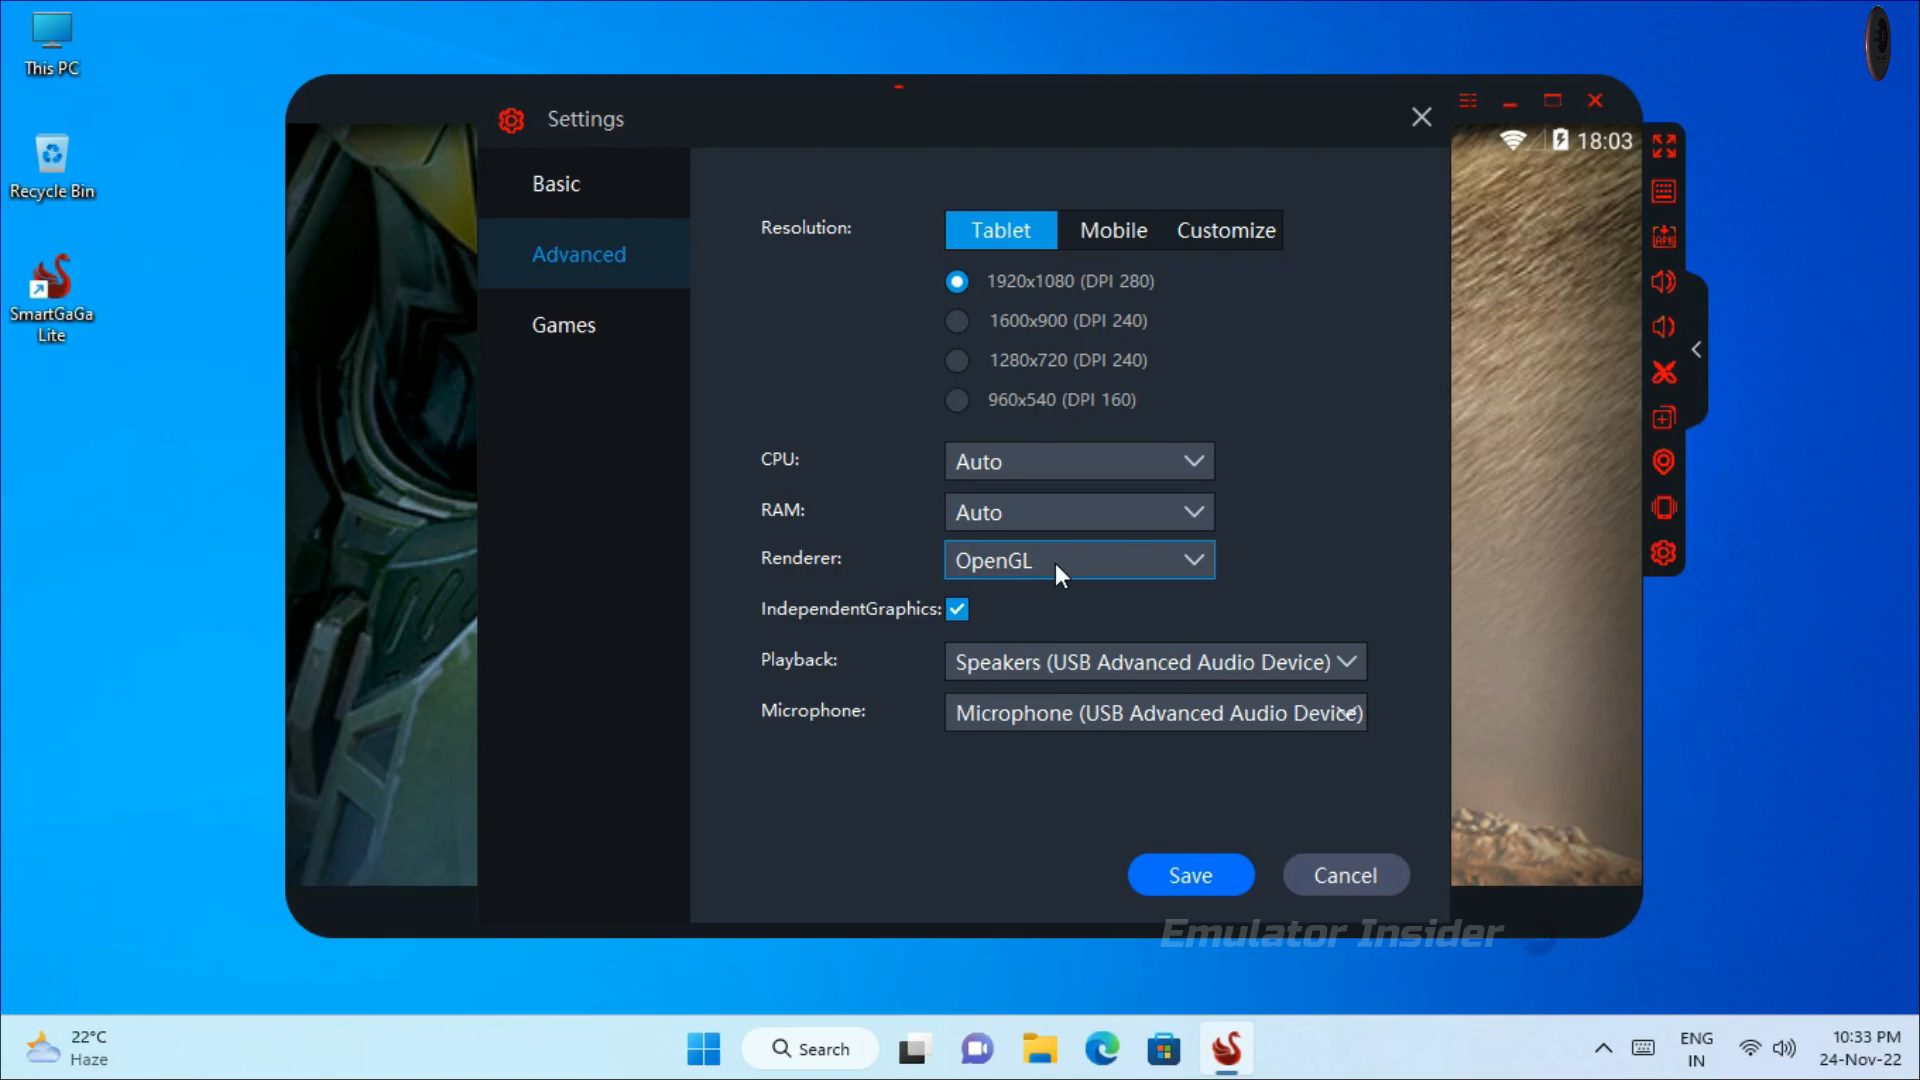 This PC
Recycle Bin
SmartGaGa
Lite
Settings
18:03
Basic
Advanced
Games
Resolution:
Tablet
Mobile
Customize
1920x1080 (DPI 280)
1600x900 (DPI 240)
1280x720 (DPI 240)
960x540 (DPI 160)
CPU:
Auto
RAM:
Auto
Renderer:
OpenGL
IndependentGraphics:
Playback:
Speakers (USB Advanced Audio Device)
Microphone:
Microphone (USB Advanced Audio Device)
Save
Cancel
APK
Emulator Insider
22°C
Haze
Search
ENG
IN
10:33 PM
24-Nov-22